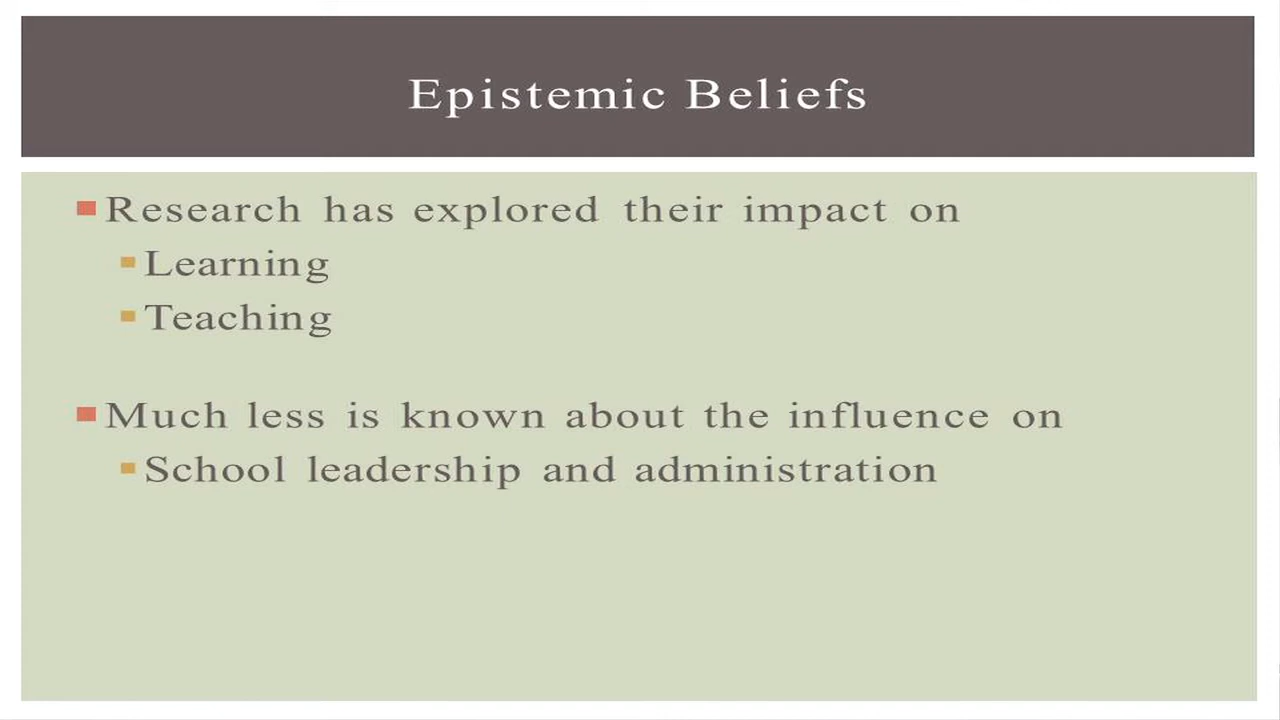 Epistemic Beliefs
Research has explored their impact on
Learning
Teaching
Much less is known about the influence on
School leadership and administration